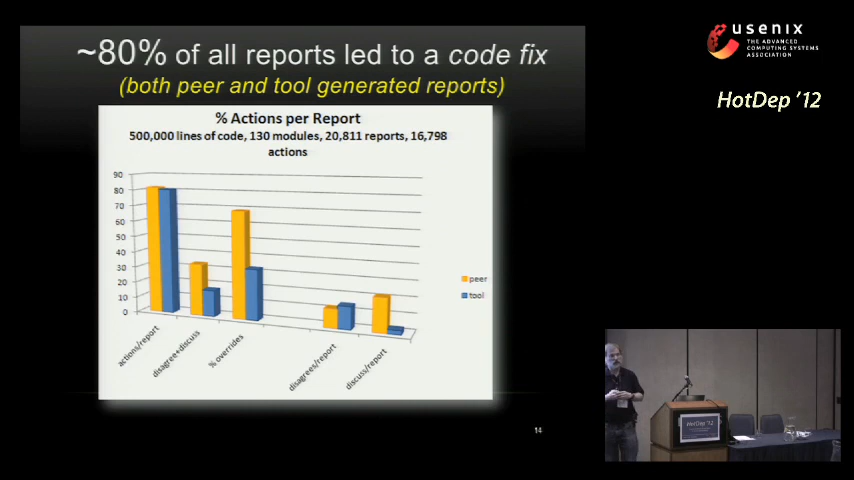 ~80% of all reports led to a code fix
(both peer and tool generated reports)
% Actions per Report
500,000 lines of code, 130 modules, 20,811 reports, 16,798
actions
90
80
70
60
50
40
30
20
10
0
actions/report
disagree+discuss
% overrides
disagrees/report
discuss/report
peer
tool
14
usenix
THE ADVANCED
COMPUTING SYSTEMS
ASSOCIATION
HotDep '12
HotDep '12